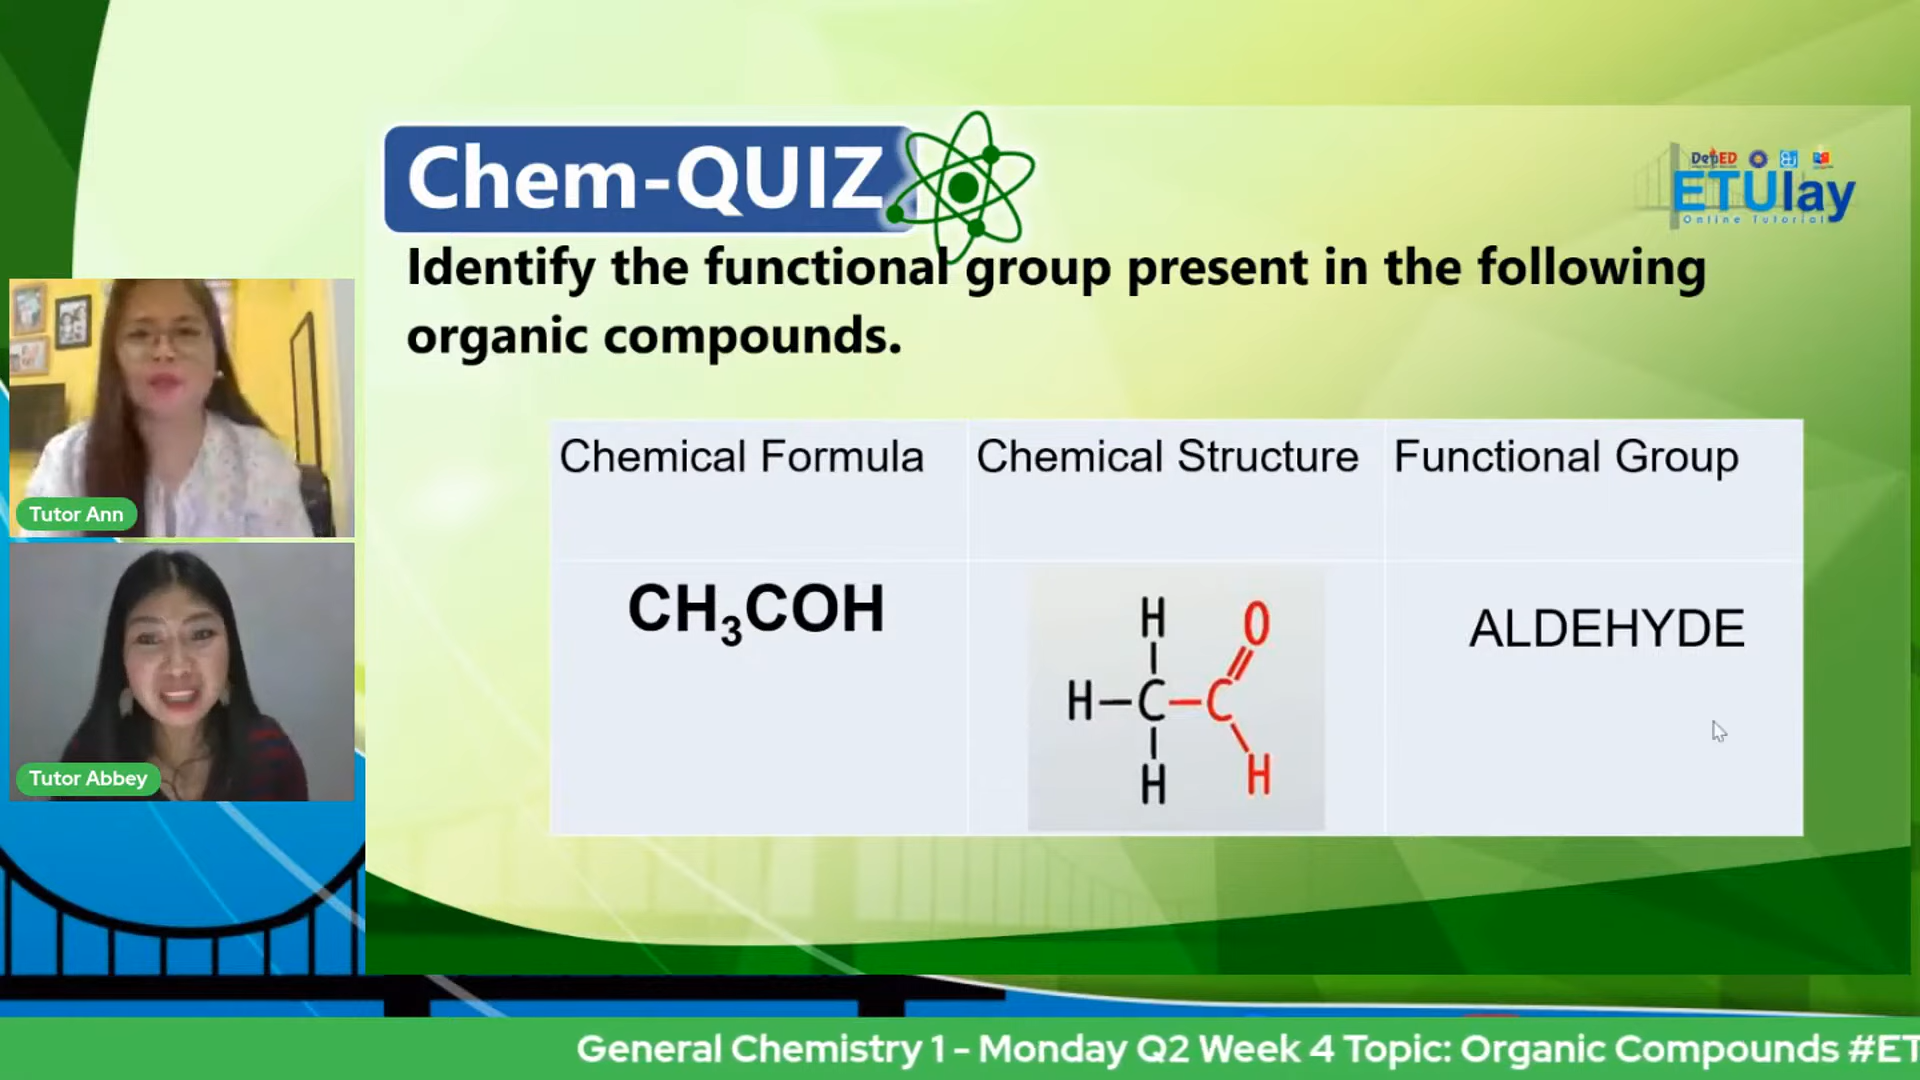 Chem-QUIZ
DepED
ETUlay
Online Tutorial
Identify the functional group present in the following
organic compounds.
Chemical Formula
Chemical Structure
Functional Group
CH₃COH
H
O
H
C
C
H
H
ALDEHYDE
Tutor Ann
Tutor Abbey
General Chemistry 1 - Monday Q2 Week 4 Topic: Organic Compounds #ET